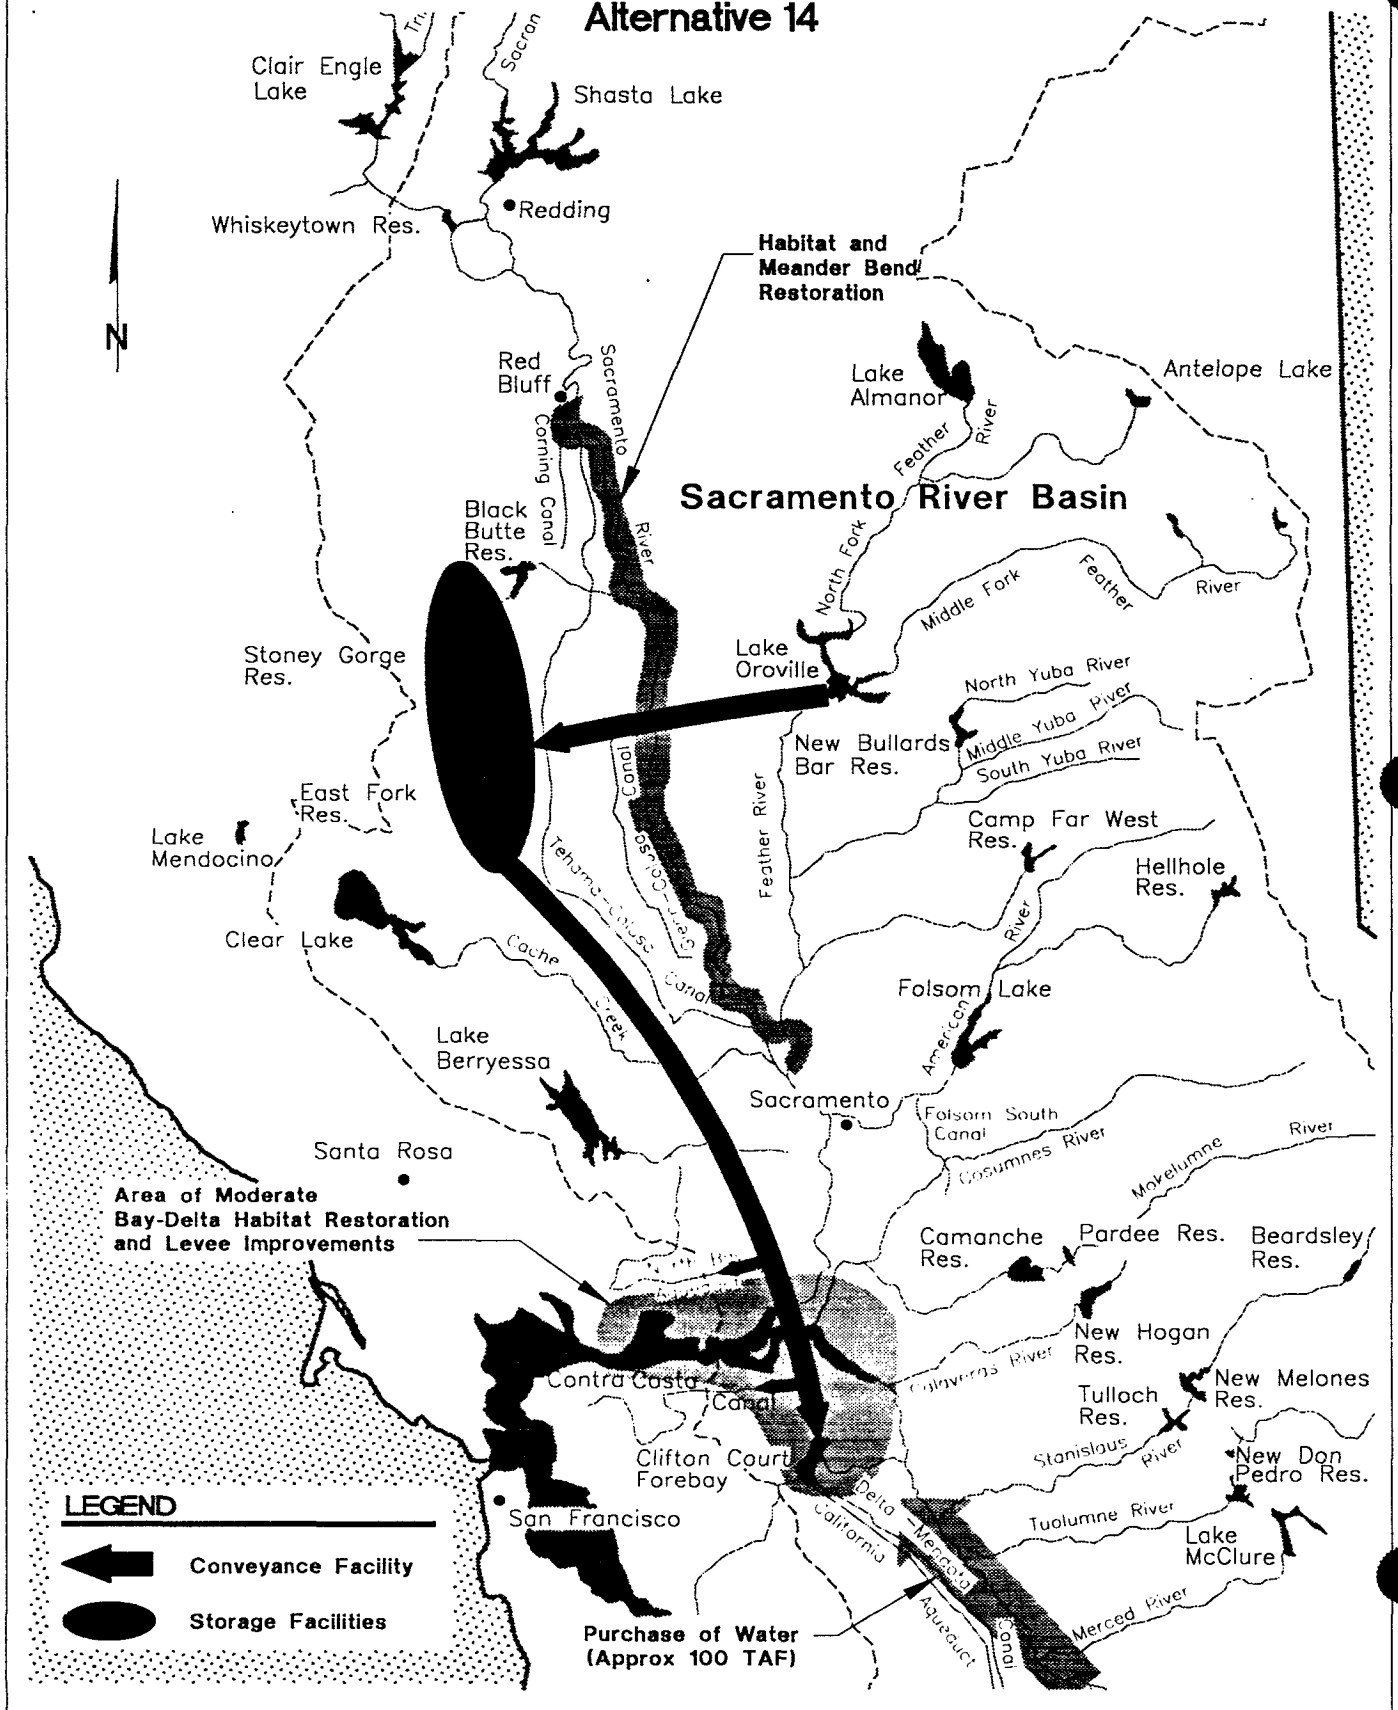 Alternative 14
Sacran
Clair Engle
Lake
Shasta Lake
Redding
Whiskeytown Res.
N
Habitat and
Meander Bend
Restoration
Red
Bluff
Sacramento
River
Corning Canal
Lake
Almanor
Antelope Lake
Feather
River
North Fork
Sacramento River Basin
Black
Butte
Res.
Middle Fork
Feather
River
Stoney Gorge
Res.
Lake
Oroville
North Yuba River
Middle Yuba River
South Yuba River
New Bullards
Bar Res.
East Fork
Res.
Lake
Mendocino
Feather River
Camp Far West
Res.
Hellhole
Res.
Canal
Tehama-Colusa
Canal
Clear Lake
Cache
Creek
River
American
Folsom Lake
Lake
Berryessa
Sacramento
Folsom South
Canal
Cosumnes River
Mokelumne
River
Santa Rosa
Area of Moderate
Bay-Delta Habitat Restoration
and Levee Improvements
Camanche
Res.
Pardee Res.
Beardsley
Res.
New Hogan
Res.
Calaveras River
Contra Costa
Canal
New Melones
Res.
Tulloch
Res.
Stanislaus
River
Clifton Court
Forebay
New Don
Pedro Res.
Delta-Mendota
Canal
California
Aqueduct
Tuolumne River
Lake
McClure
Merced River
San Francisco
Purchase of Water
(Approx 100 TAF)
LEGEND
Conveyance Facility
Storage Facilities